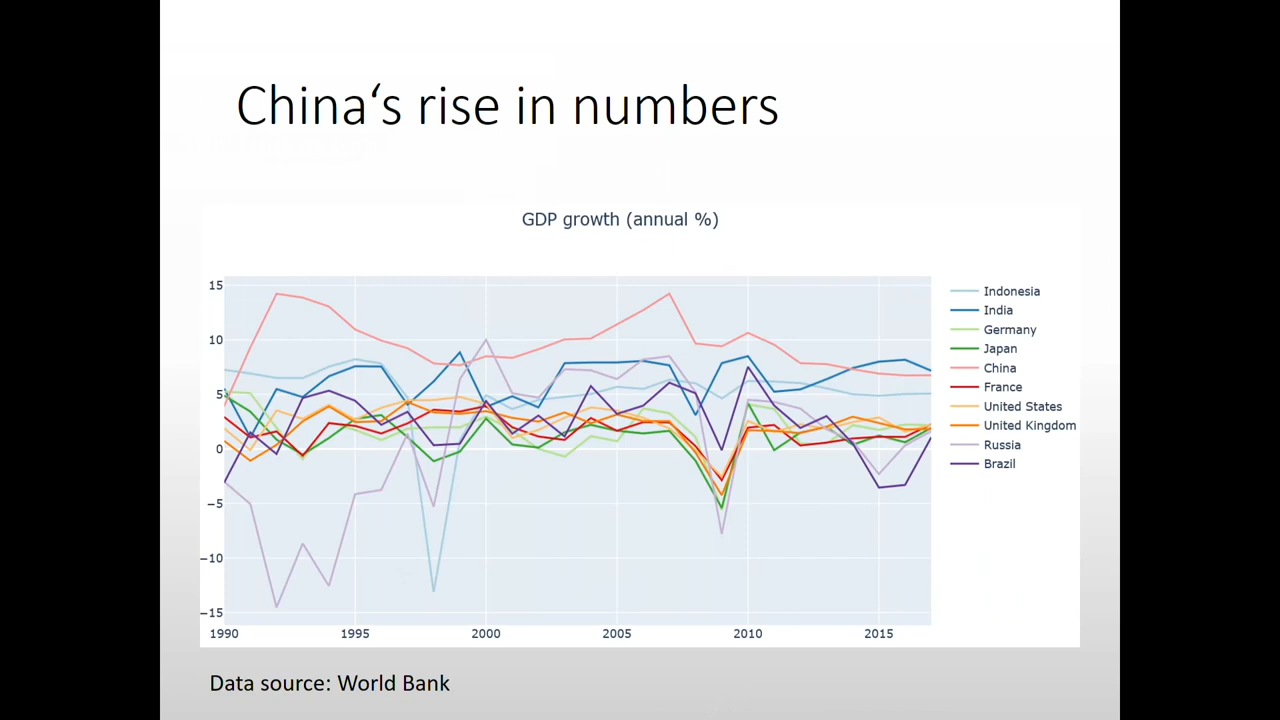 China‘s rise in numbers
GDP growth (annual %)
15
10
5
0
−5
−10
−15
1990 1995 2000 2005 2010 2015
Indonesia
India
Germany
Japan
China
France
United States
United Kingdom
Russia
Brazil
Data source: World Bank